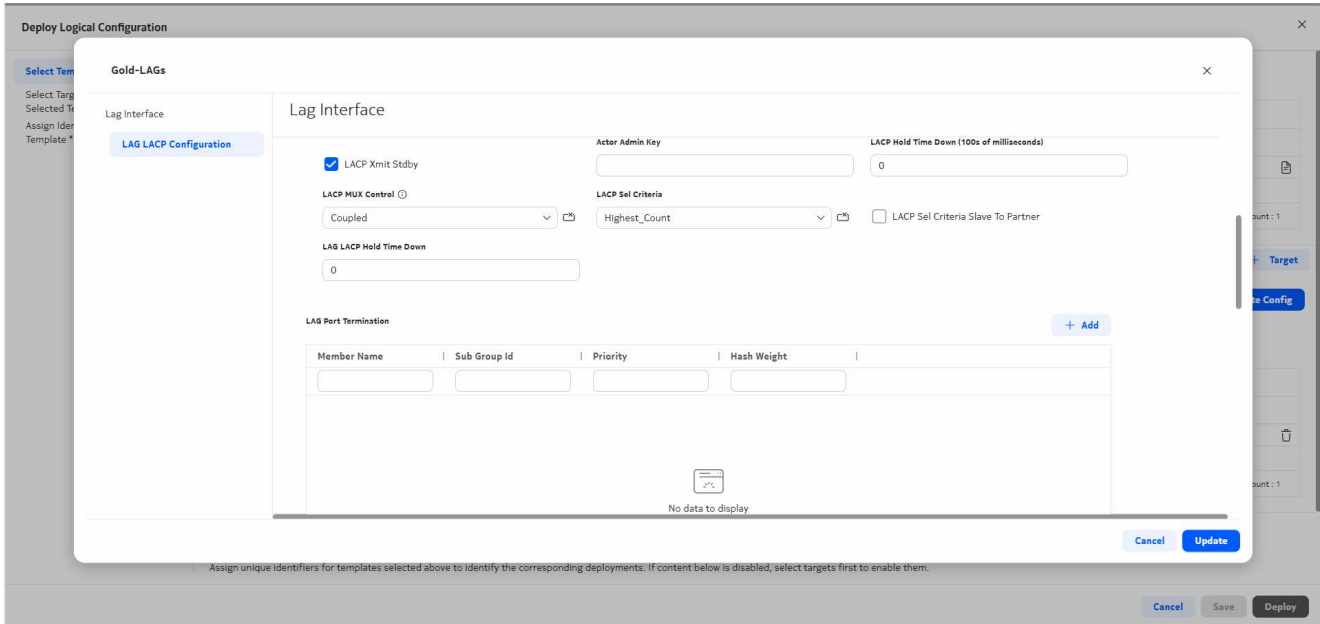 Deploy Logical Configuration
Gold-LAGs
Select Tem
Select Targ
Selected Te
Assign Iden
Template *
Lag Interface
LAG LACP Configuration
Lag Interface
LACP Xmit Stdby
Actor Admin Key
LACP Hold Time Down (100s of milliseconds)
0
LACP MUX Control
Coupled
LACP Sel Criteria
Highest_Count
LACP Sel Criteria Slave To Partner
LAG LACP Hold Time Down
0
LAG Port Termination
+ Add
Member Name
Sub Group Id
Priority
Hash Weight
No data to display
Cancel
Update
ount : 1
+ Target
te Config
ount : 1
Assign unique identifiers for templates selected above to identify the corresponding deployments. If content below is disabled, select targets first to enable them.
Cancel
Save
Deploy